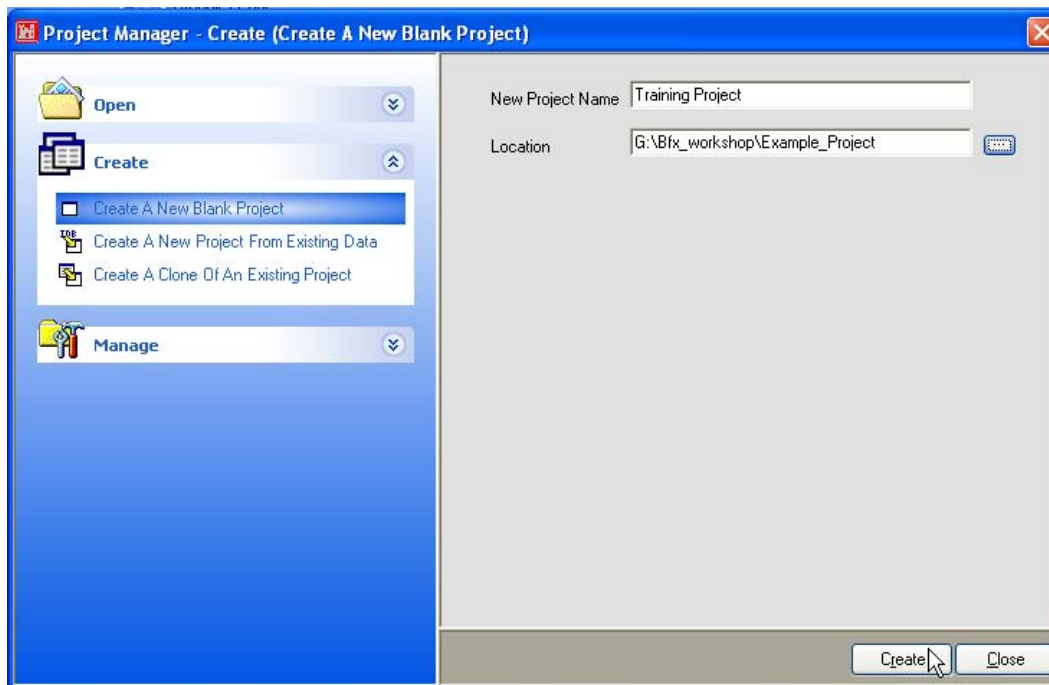 Project Manager - Create (Create A New Blank Project)
Open
Create
Create A New Blank Project
Create A New Project From Existing Data
Create A Clone Of An Existing Project
Manage
New Project Name Training Project
Location G:\Bfx_workshop\Example_Project
Create
Close